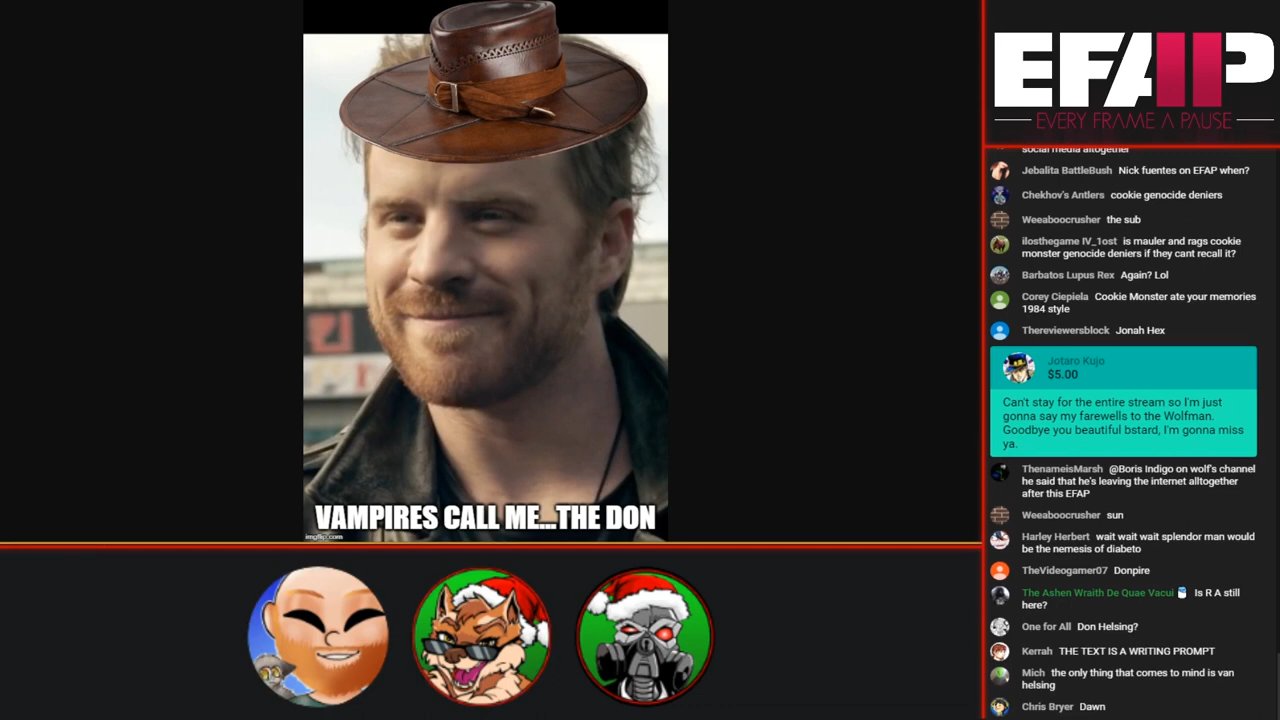 VAMPIRES CALL ME...THE DON
imgflip.com
EFAP
EVERY FRAME A PAUSE
social media altogether
Jebalita BattleBush Nick fuentes on EFAP when?
Chekhov's Antlers cookie genocide deniers
Weeaboocrusher the sub
ilosthegame IV_1ost is mauler and rags cookie
monster genocide deniers if they cant recall it?
Barbatos Lupus Rex Again? Lol
Corey Ciepiela Cookie Monster ate your memories
1984 style
Thereviewersblock Jonah Hex
Jotaro Kujo
$5.00
Can't stay for the entire stream so I'm just
gonna say my farewells to the Wolfman.
Goodbye you beautiful bstard, I'm gonna miss
ya.
ThenameisMarsh @Boris Indigo on wolf's channel
he said that he's leaving the internet alltogether
after this EFAP
Weeaboocrusher sun
Harley Herbert wait wait wait splendor man would
be the nemesis of diabeto
TheVideogamer07 Donpire
The Ashen Wraith De Quae Vacui Is R A still
here?
One for All Don Helsing?
Kerrah THE TEXT IS A WRITING PROMPT
Mich the only thing that comes to mind is van
helsing
Chris Bryer Dawn